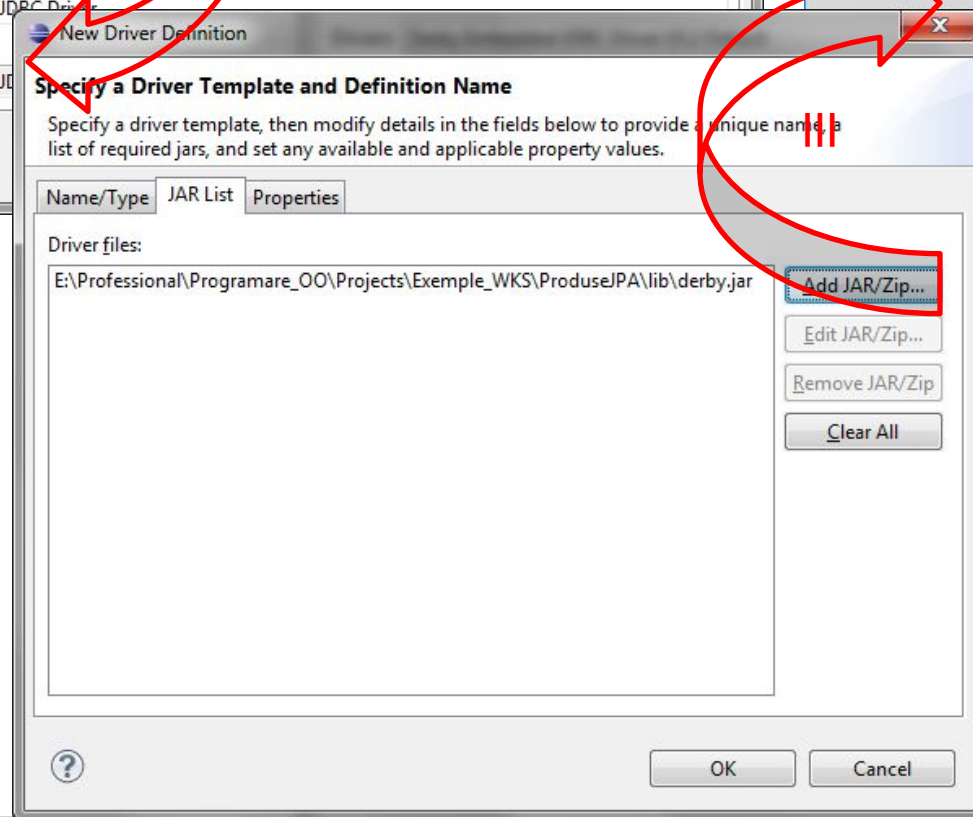 JDBC Driver
New Driver Definition
Specify a Driver Template and Definition Name
Specify a driver template, then modify details in the fields below to provide a unique name, a
list of required jars, and set any available and applicable property values.
III
Name/Type JAR List Properties
Driver files:
E:\Professional\Programare_OO\Projects\Exemple_WKS\ProduseJPA\lib\derby.jar
Add JAR/Zip...
Edit JAR/Zip...
Remove JAR/Zip
Clear All
OK Cancel